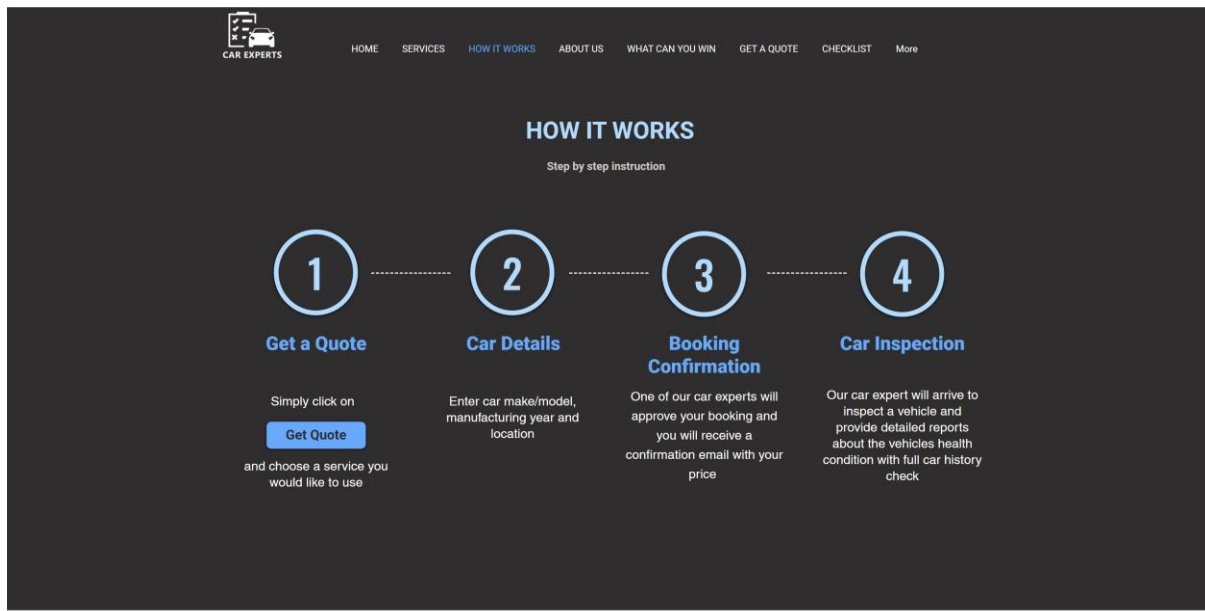 CAR EXPERTS
HOME SERVICES HOW IT WORKS ABOUT US WHAT CAN YOU WIN GET A QUOTE CHECKLIST More
HOW IT WORKS
Step by step instruction
1
Get a Quote
Simply click on
Get Quote
and choose a service you
would like to use
2
Car Details
Enter car make/model,
manufacturing year and
location
3
Booking
Confirmation
One of our car experts will
approve your booking and
you will receive a
confirmation email with your
price
4
Car Inspection
Our car expert will arrive to
inspect a vehicle and
provide detailed reports
about the vehicles health
condition with full car history
check